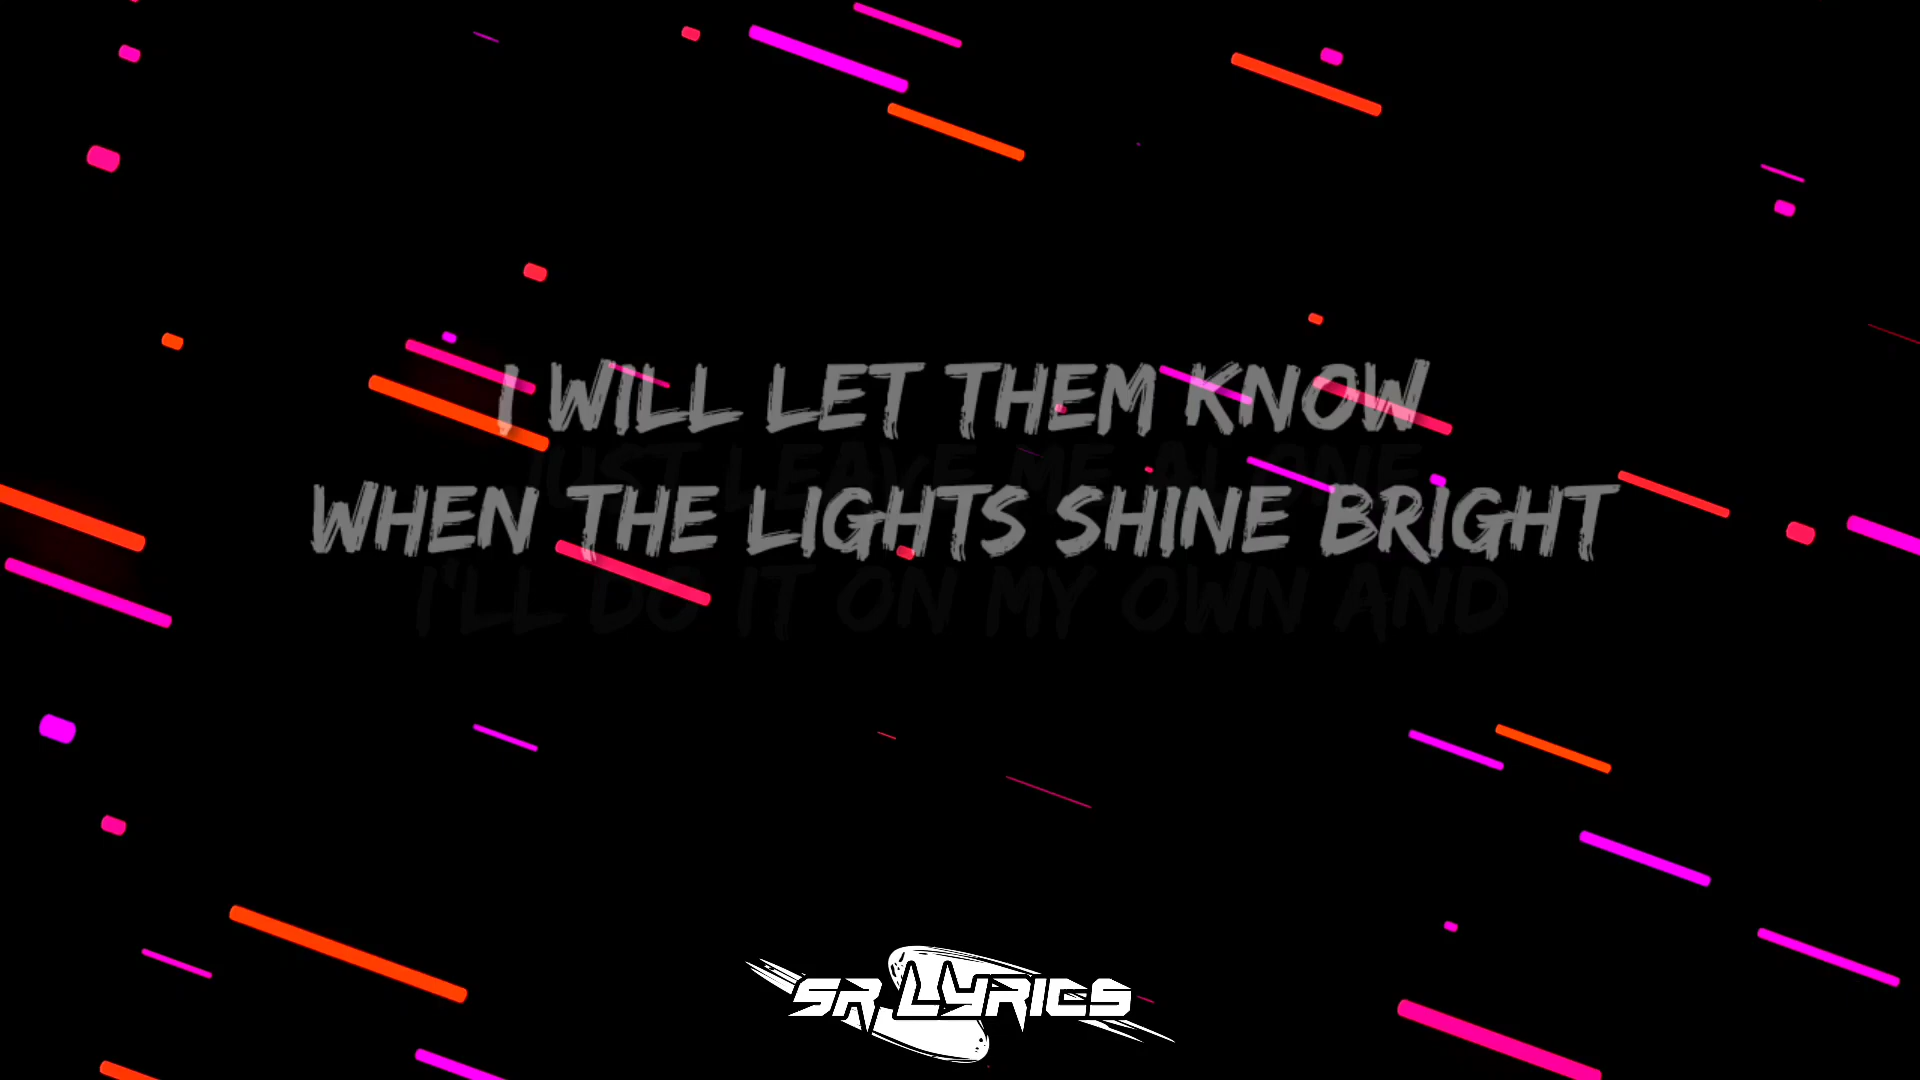 I WILL LET THEM KNOW
JUST LEAVE ME ALONE
WHEN THE LIGHTS SHINE BRIGHT
I'LL DO IT ON MY OWN AND
SR LYRICS